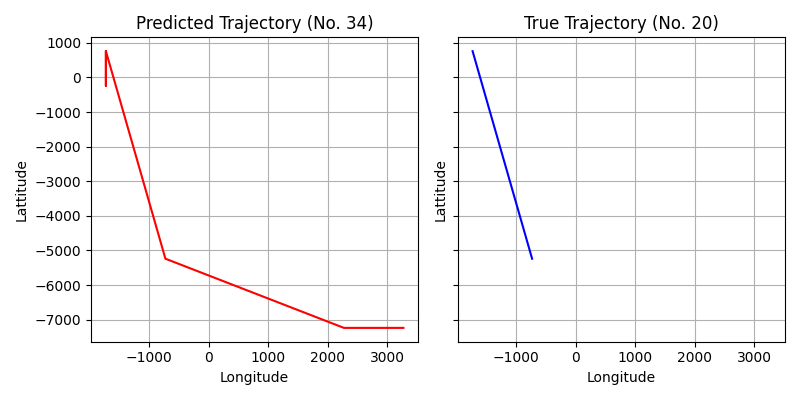 Predicted Trajectory (No. 34)
True Trajectory (No. 20)
Lattitude
1000
0
−1000
−2000
−3000
−4000
−5000
−6000
−7000
−1000 0 1000 2000 3000
Longitude
Lattitude
−1000 0 1000 2000 3000
Longitude